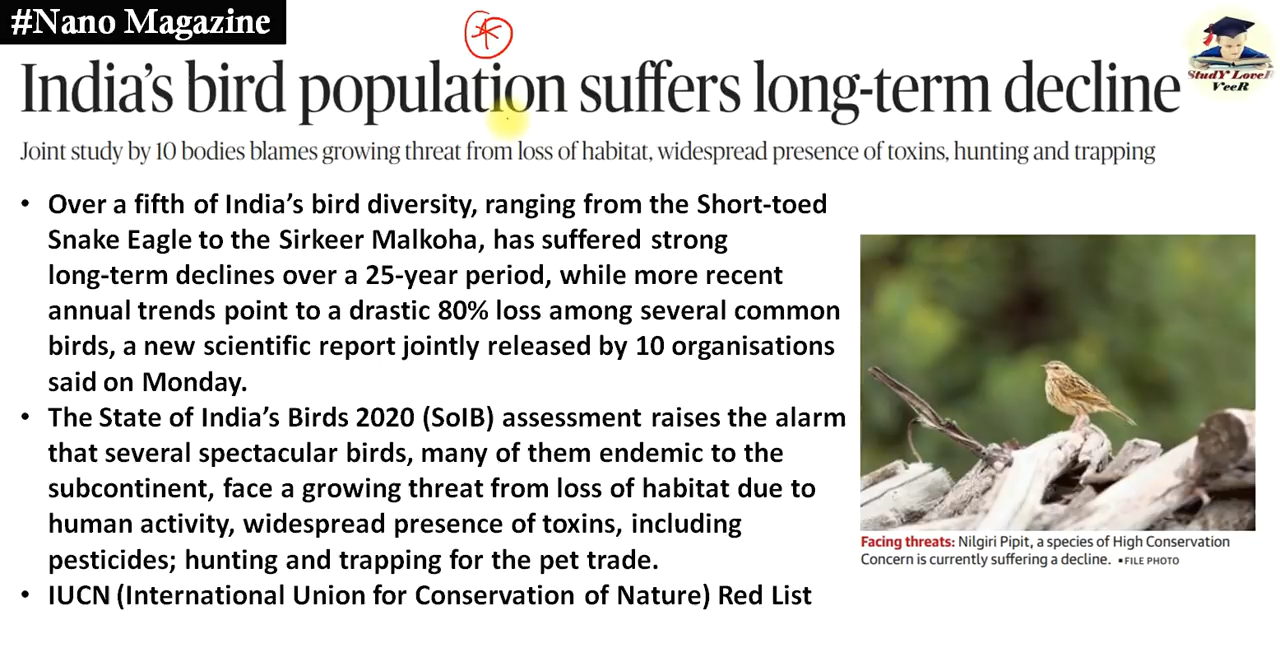 #Nano Magazine
StudY LoveR
VeeR
India's bird population suffers long-term decline
Joint study by 10 bodies blames growing threat from loss of habitat, widespread presence of toxins, hunting and trapping
• Over a fifth of India's bird diversity, ranging from the Short-toed
Snake Eagle to the Sirkeer Malkoha, has suffered strong
long-term declines over a 25-year period, while more recent
annual trends point to a drastic 80% loss among several common
birds, a new scientific report jointly released by 10 organisations
said on Monday.
• The State of India's Birds 2020 (SoIB) assessment raises the alarm
that several spectacular birds, many of them endemic to the
subcontinent, face a growing threat from loss of habitat due to
human activity, widespread presence of toxins, including
pesticides; hunting and trapping for the pet trade.
• IUCN (International Union for Conservation of Nature) Red List
Facing threats: Nilgiri Pipit, a species of High Conservation
Concern is currently suffering a decline. •FILE PHOTO